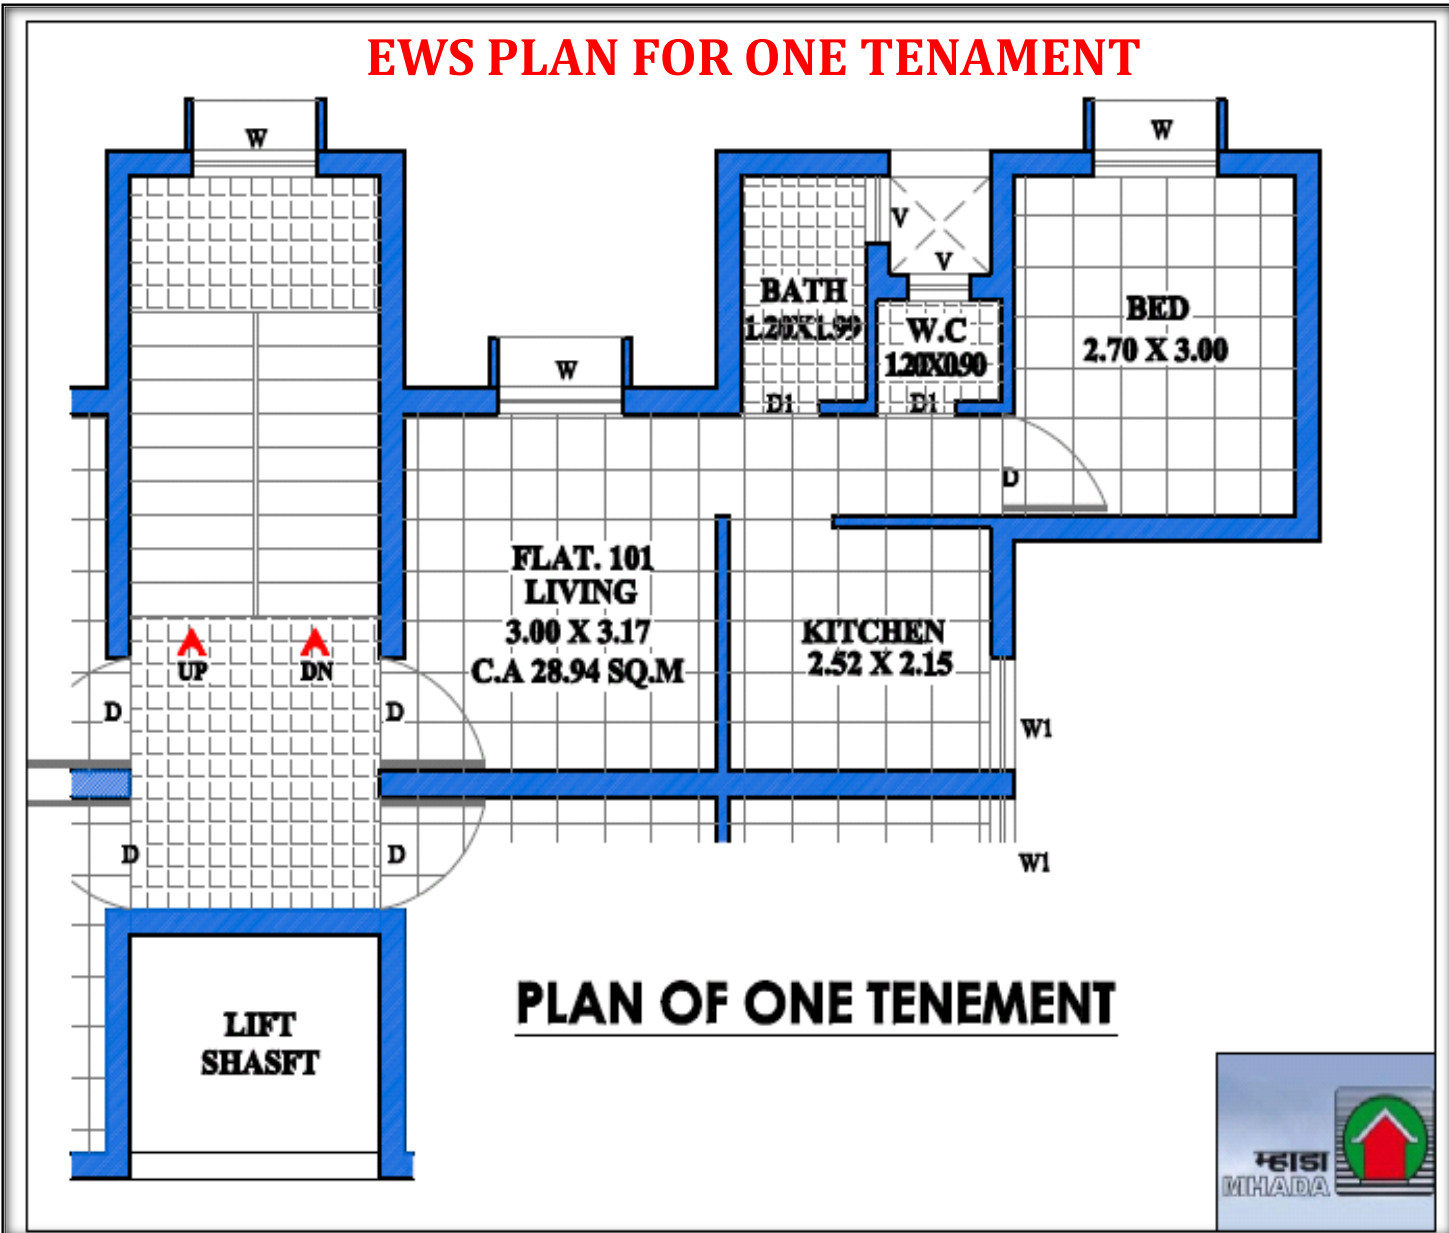 EWS PLAN FOR ONE TENAMENT
W
W
W
V
V
BATH
1.20X1.99
W.C
1.20X0.90
BED
2.70 X 3.00
D1
D1
D
FLAT. 101
LIVING
3.00 X 3.17
C.A 28.94 SQ.M
KITCHEN
2.52 X 2.15
UP
DN
D
D
W1
D
D
W1
LIFT
SHASFT
PLAN OF ONE TENEMENT
म्हाडा
MHADA